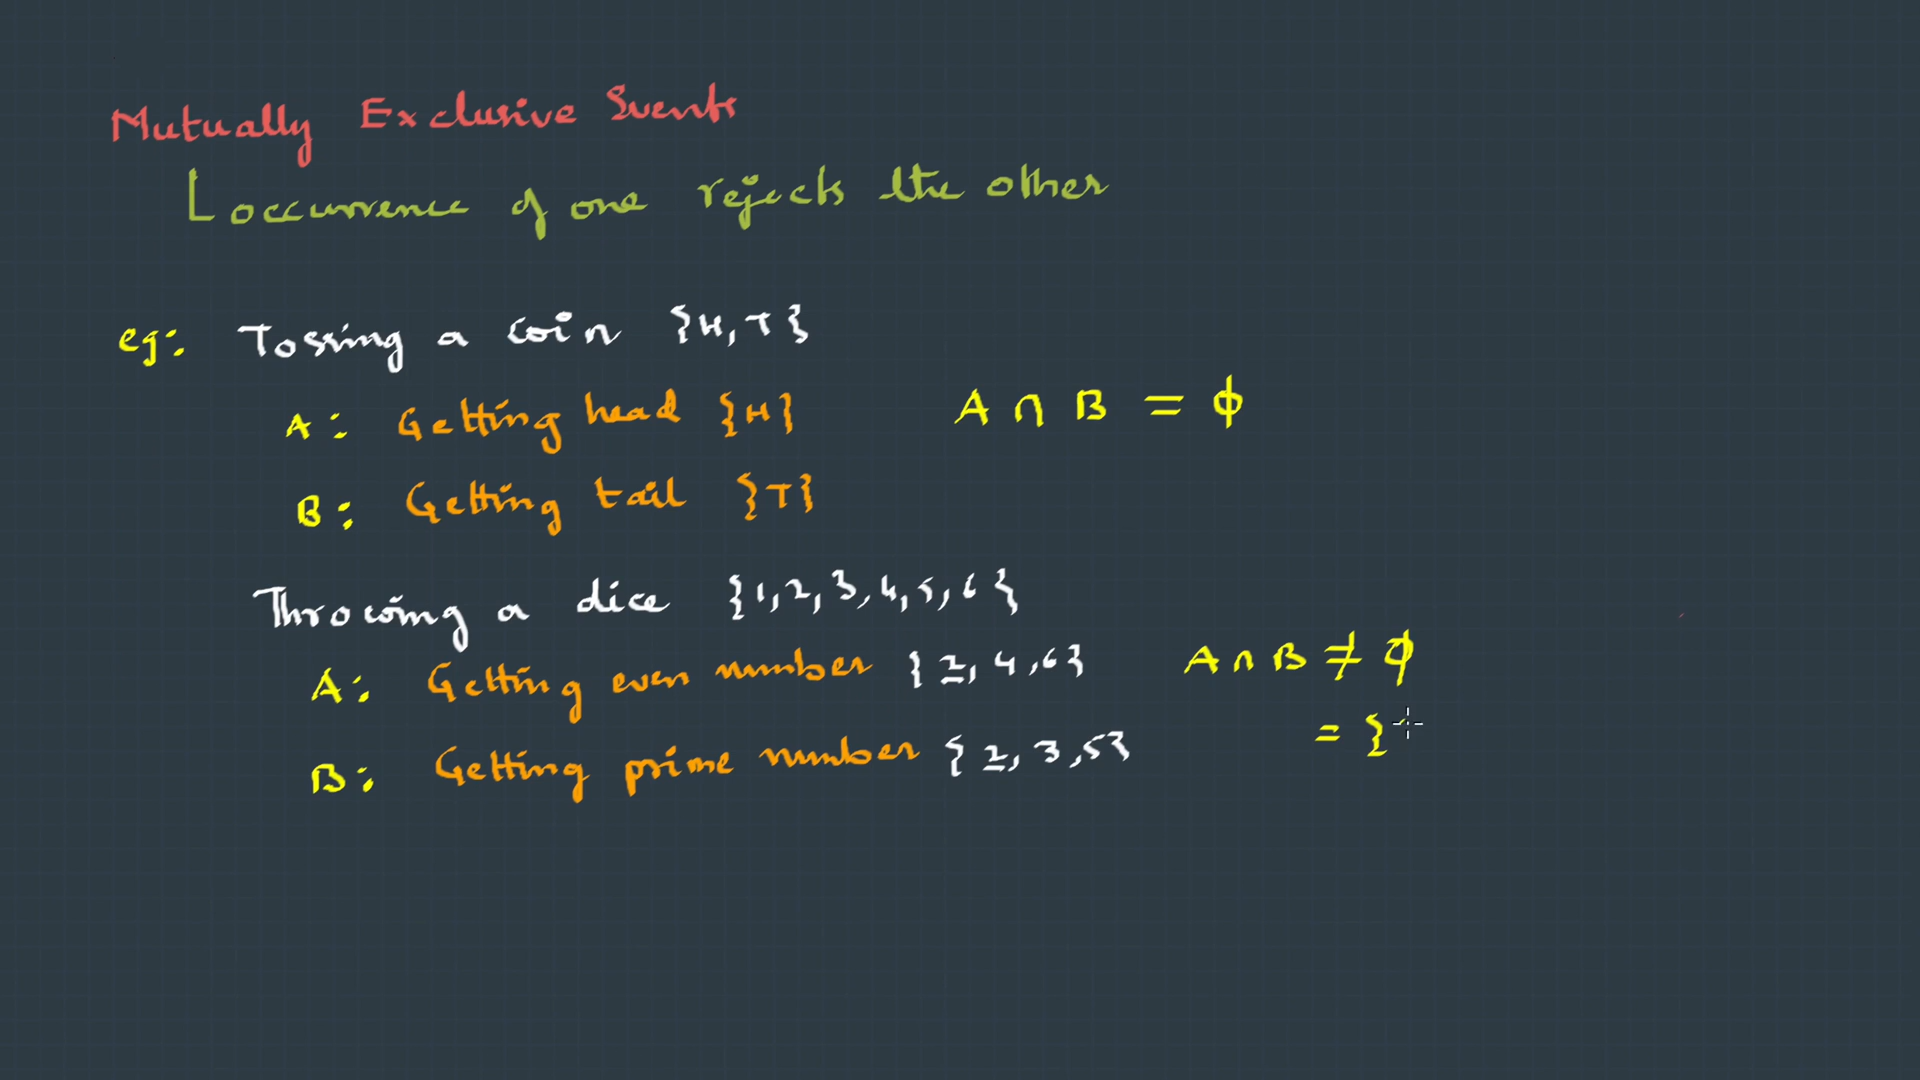 Mutually Exclusive Events
occurrence of one rejects the other
eg: Tossing a coin {H, T}
A: Getting head {H} A ∩ B = φ
B: Getting tail {T}
Throwing a dice {1, 2, 3, 4, 5, 6}
A: Getting even number {2, 4, 6} A ∩ B ≠ φ
= {
B: Getting prime number {2, 3, 5}